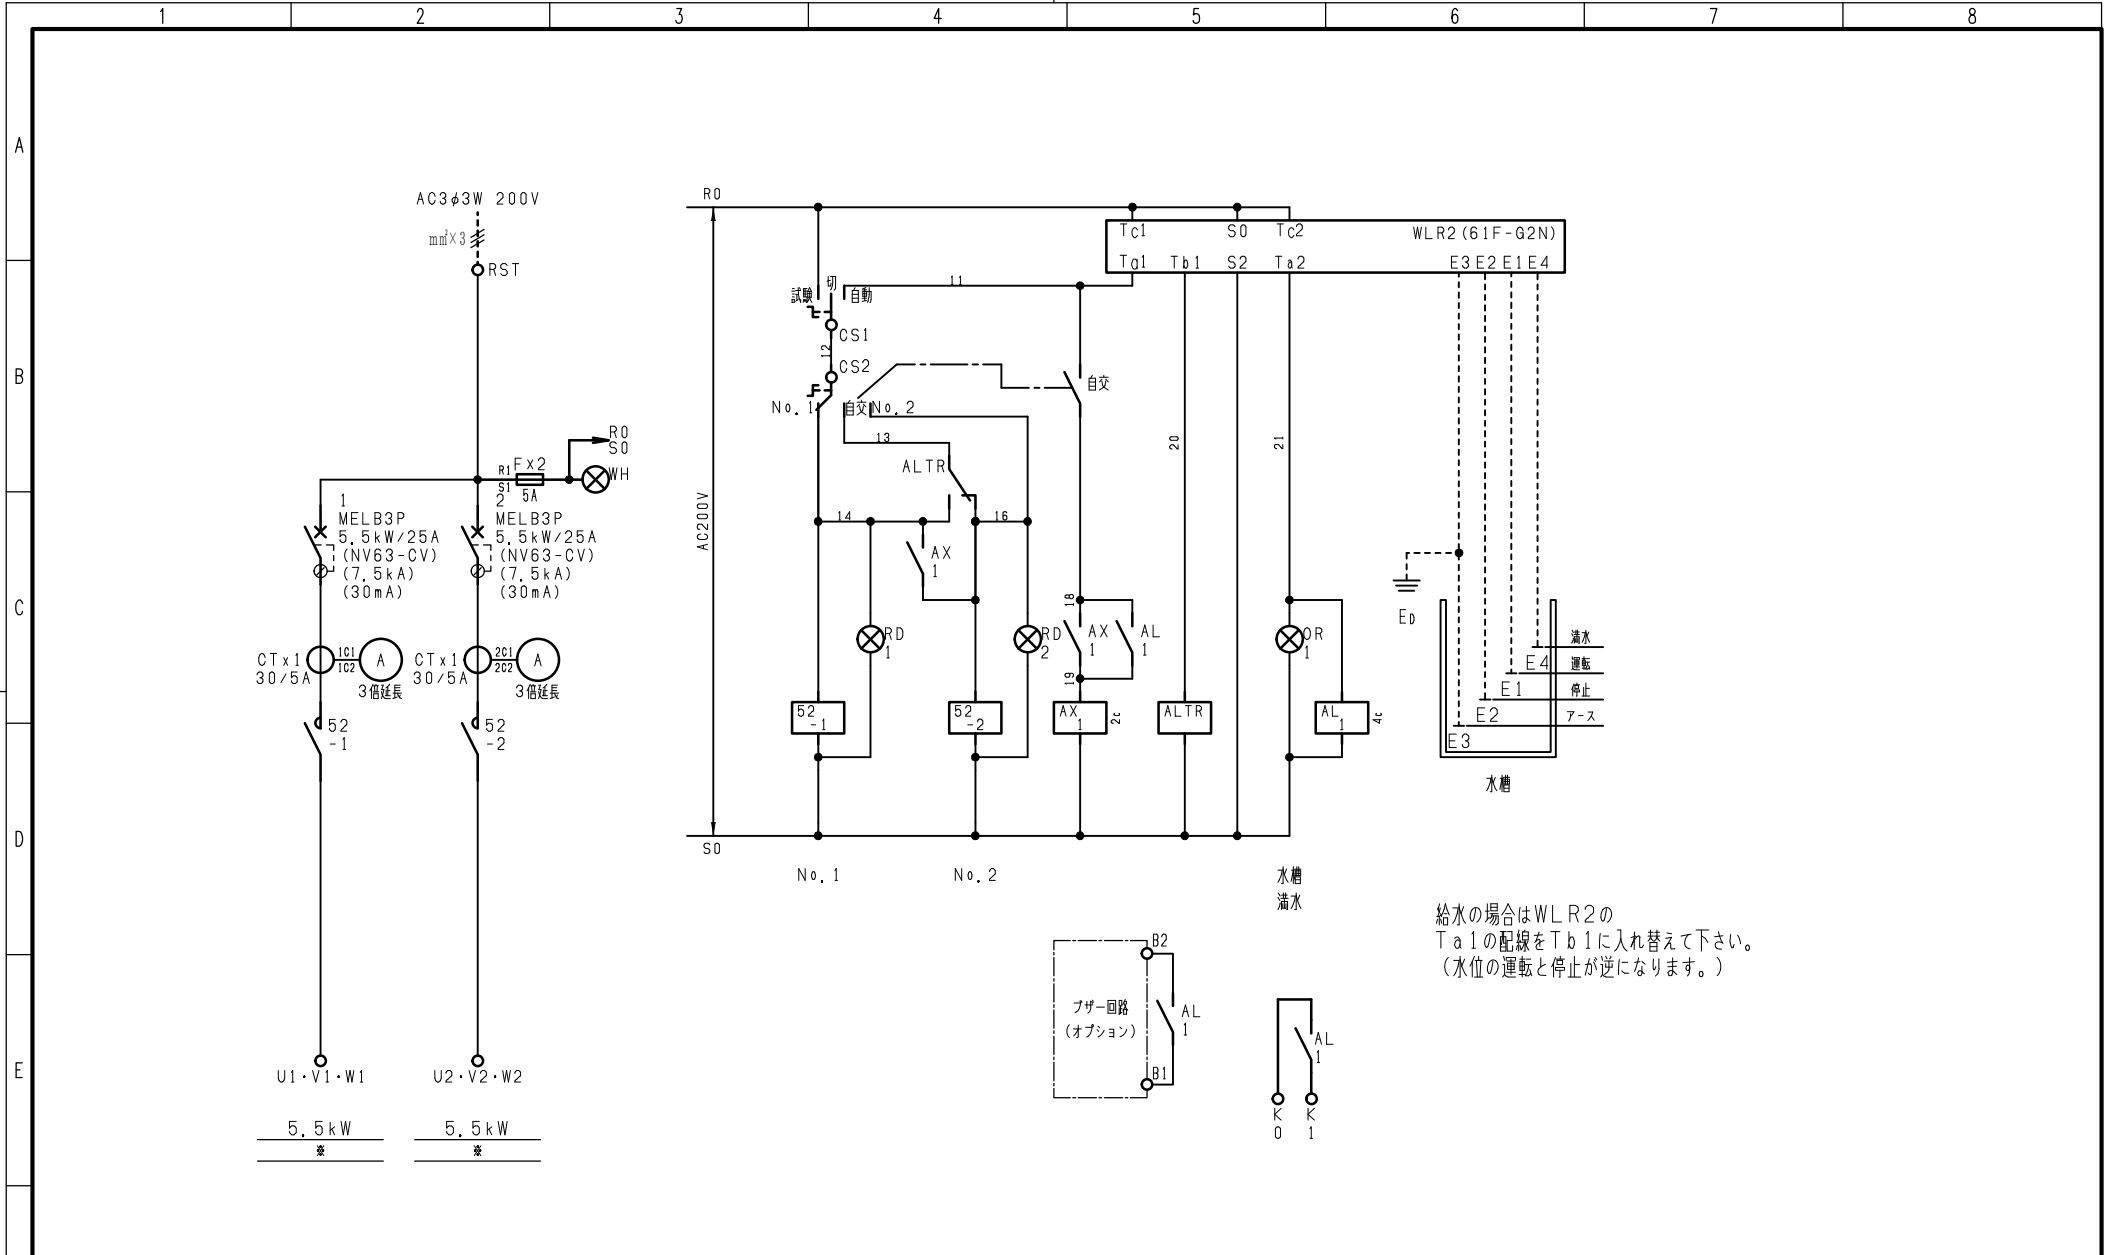 1 2 3 4 5 6 7 8
A
B
C
D
E
AC3φ3W 200V
mm²×3
RST
R0
S0
R1
S1
F×2
5A
WH
1
MELB3P
5.5kW/25A
(NV63-CV)
(7.5kA)
(30mA)
2
MELB3P
5.5kW/25A
(NV63-CV)
(7.5kA)
(30mA)
CT×1
30/5A
1C1
1C2
A
3倍延長
CT×1
30/5A
2C1
2C2
A
3倍延長
52
-1
52
-2
U1・V1・W1
U2・V2・W2
5.5kW
※
5.5kW
※
R0
AC200V
S0
試験
切
自動
11
CS1
12
CS2
No.1
自交
No.2
13
ALTR
14
16
AX
1
RD
1
RD
2
自交
18
AX
1
AL
1
19
20
21
OR
1
52
-1
52
-2
AX
1
2c
ALTR
AL
1
4c
No.1
No.2
水槽
満水
Tc1
S0
Tc2
WLR2(61F-G2N)
Ta1
Tb1
S2
Ta2
E3
E2
E1
E4
ED
満水
E4
運転
E1
停止
E2
アース
E3
水槽
給水の場合はWLR2の
Ta1の配線をTb1に入れ替えて下さい。
(水位の運転と停止が逆になります。)
ブザー回路
(オプション)
B2
AL
1
B1
AL
1
K
0
K
1